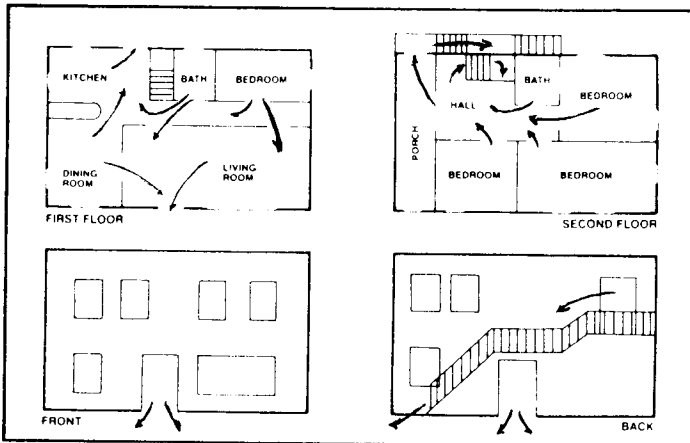 KITCHEN
BATH
BEDROOM
DINING
ROOM
LIVING
ROOM
FIRST FLOOR
HALL
BATH
BEDROOM
PORCH
BEDROOM
BEDROOM
SECOND FLOOR
FRONT
BACK